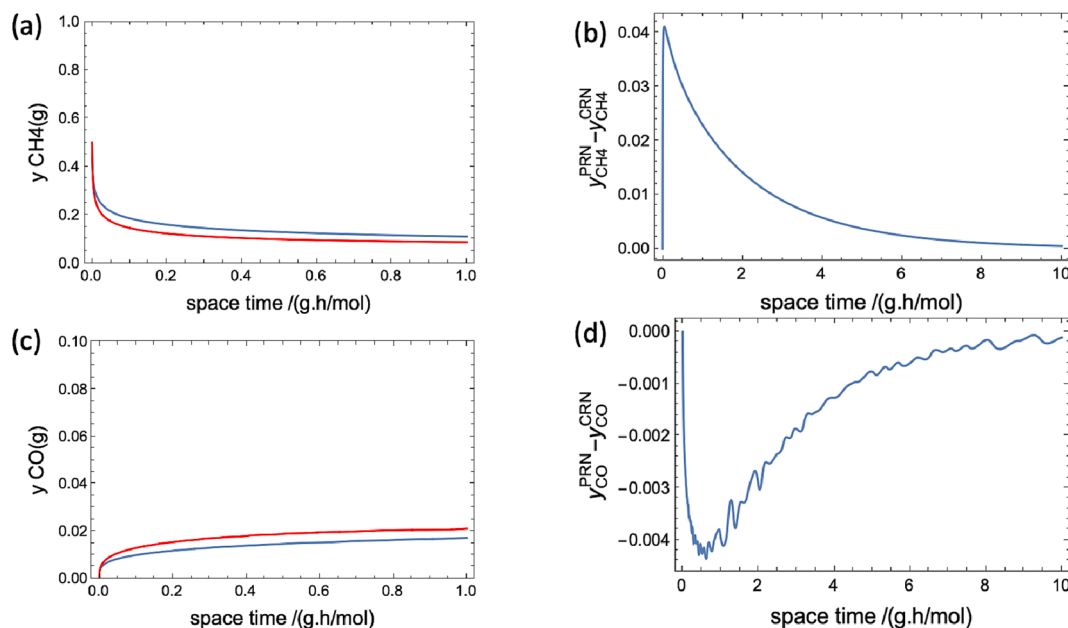 (a)
y CH4(g)
1.0
0.8
0.6
0.4
0.2
0.0
0.0 0.2 0.4 0.6 0.8 1.0
space time /(g.h/mol)
(b)
y^PRN_CH4 – y^CRN_CH4
0.04
0.03
0.02
0.01
0.00
0 2 4 6 8 10
space time /(g.h/mol)
(c)
y CO(g)
0.10
0.08
0.06
0.04
0.02
0.00
0.0 0.2 0.4 0.6 0.8 1.0
space time /(g.h/mol)
(d)
y^PRN_CO – y^CRN_CO
0.000
−0.001
−0.002
−0.003
−0.004
0 2 4 6 8 10
space time /(g.h/mol)